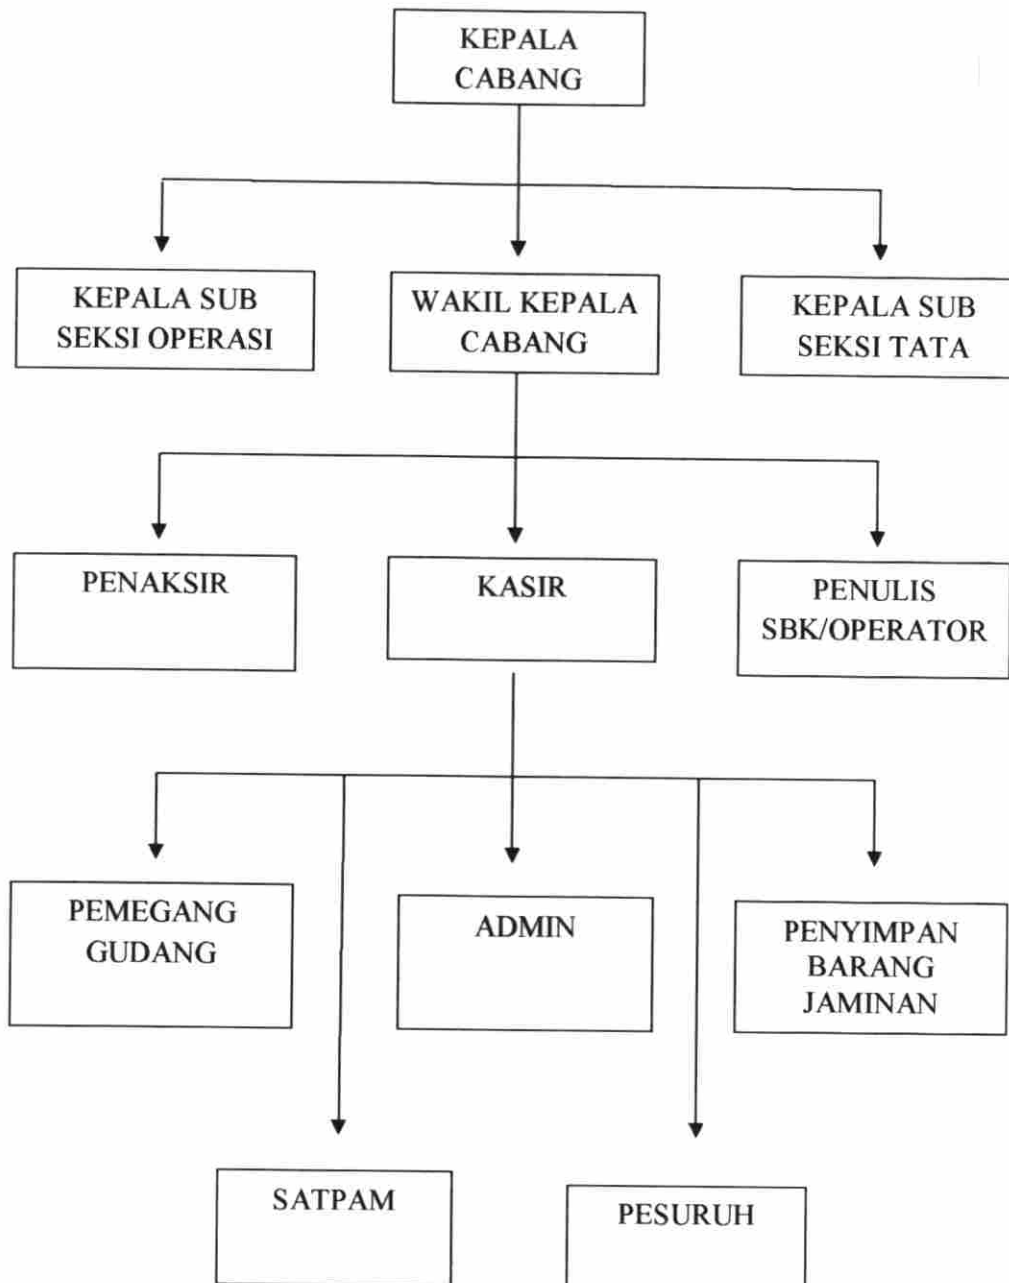 KEPALA
CABANG
KEPALA SUB
SEKSI OPERASI
WAKIL KEPALA
CABANG
KEPALA SUB
SEKSI TATA
PENAKSIR
KASIR
PENULIS
SBK/OPERATOR
PEMEGANG
GUDANG
ADMIN
PENYIMPAN
BARANG
JAMINAN
SATPAM
PESURUH